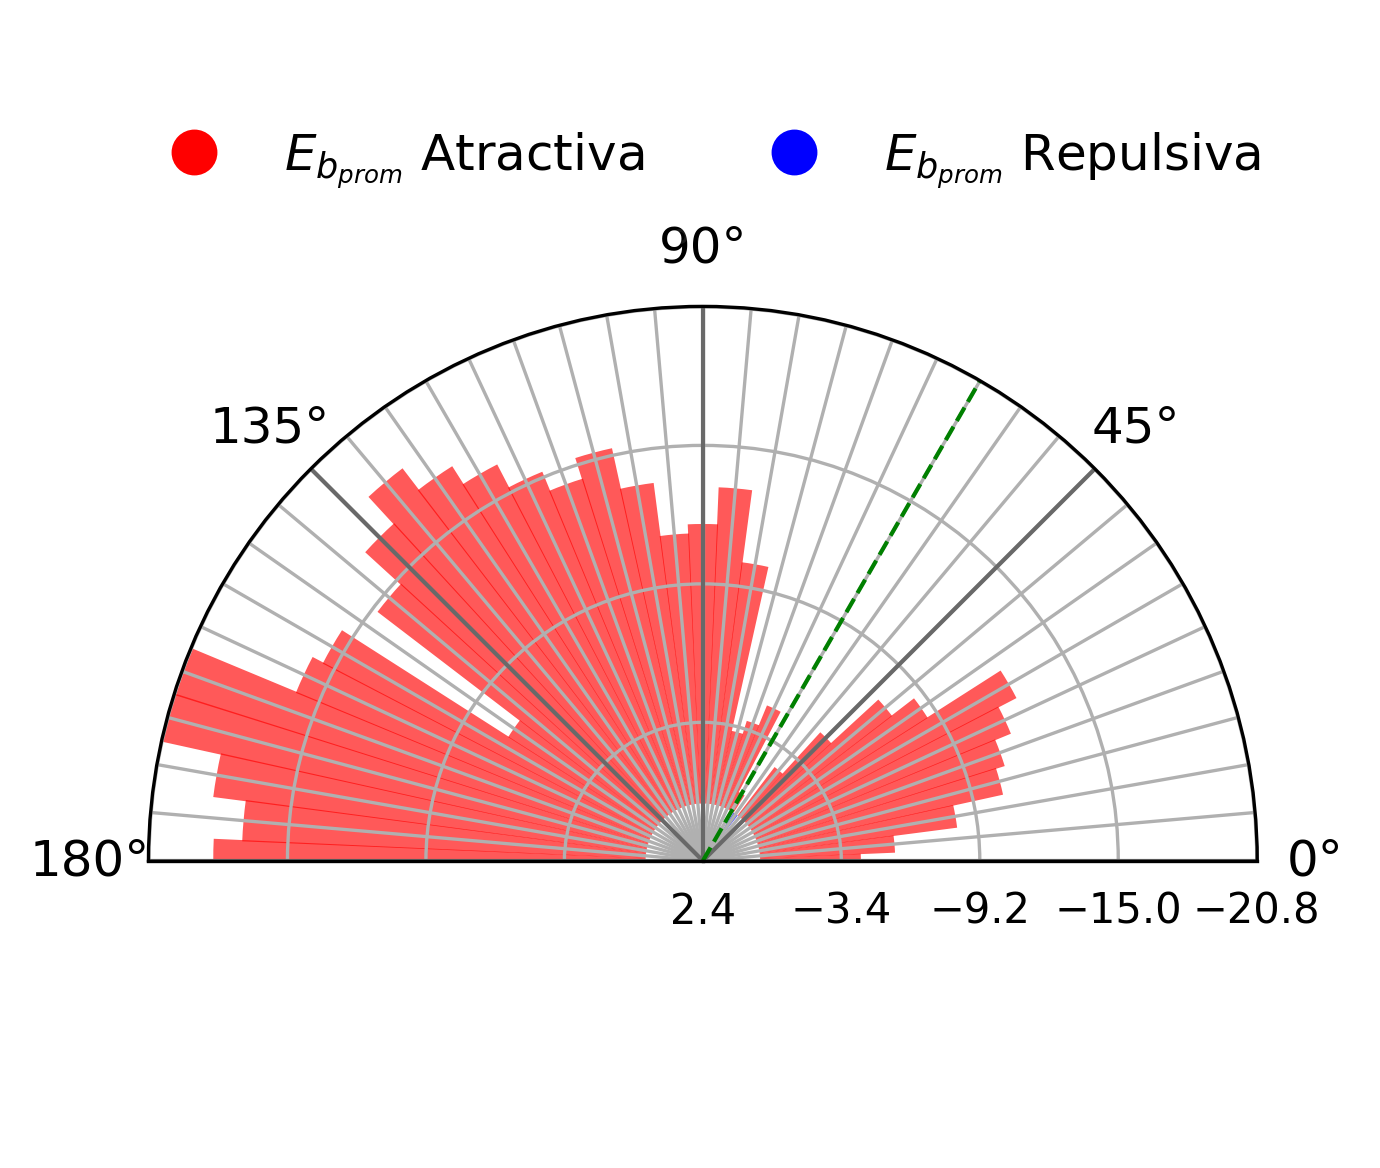 E_{b_{prom}} Atractiva E_{b_{prom}} Repulsiva
90°
135° 45°
180° 0°
2.4 −3.4 −9.2 −15.0 −20.8